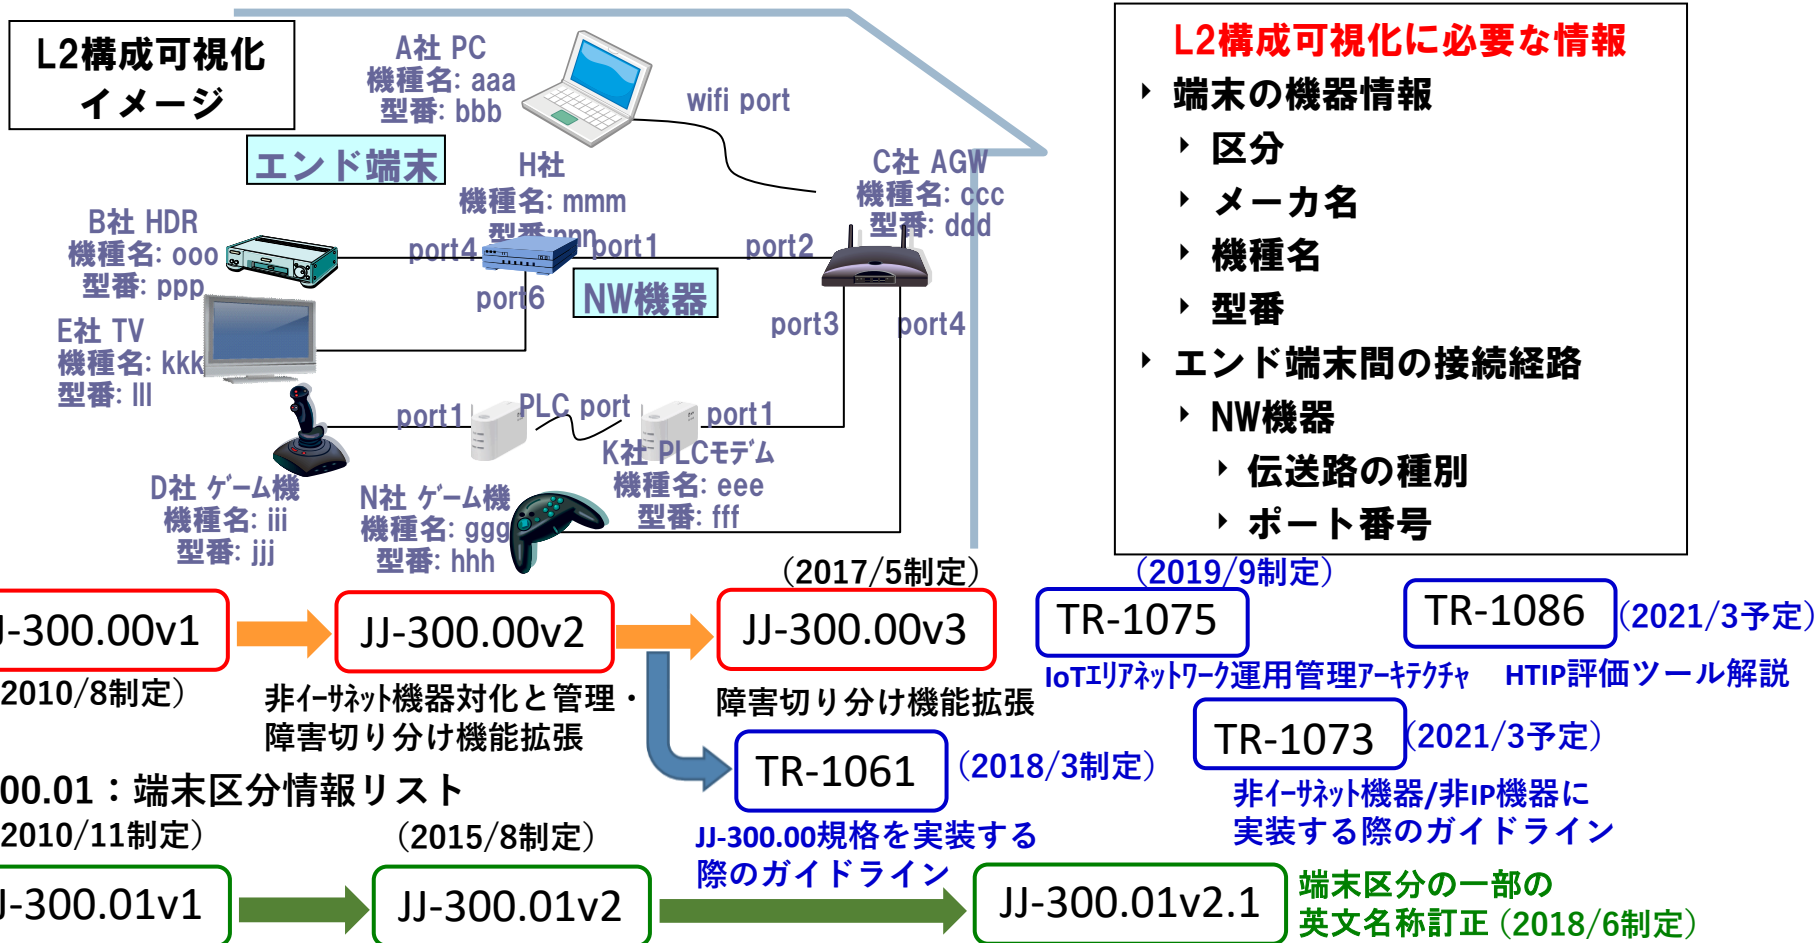 L2構成可視化
イメージ
A社 PC
機種名: aaa
型番: bbb
wifi port
エンド端末
H社
機種名: mmm
型番:nnn
C社 AGW
機種名: ccc
型番: ddd
B社 HDR
機種名: ooo
型番: ppp
port4
port1
port2
port6
NW機器
port3
port4
E社 TV
機種名: kkk
型番: lll
port1
PLC port
port1
K社 PLCモデム
機種名: eee
型番: fff
D社 ゲーム機
機種名: iii
型番: jjj
N社 ゲーム機
機種名: ggg
型番: hhh
L2構成可視化に必要な情報
‣ 端末の機器情報
‣ 区分
‣ メーカ名
‣ 機種名
‣ 型番
‣ エンド端末間の接続経路
‣ NW機器
‣ 伝送路の種別
‣ ポート番号
(2017/5制定)
(2019/9制定)
J-300.00v1
JJ-300.00v2
JJ-300.00v3
TR-1075
TR-1086
(2021/3予定)
2010/8制定)
非イーサネット機器対化と管理・
障害切り分け機能拡張
障害切り分け機能拡張
IoTエリアネットワーク運用管理アーキテクチャ
HTIP評価ツール解説
TR-1073
(2021/3予定)
TR-1061
(2018/3制定)
非イーサネット機器/非IP機器に
実装する際のガイドライン
00.01：端末区分情報リスト
2010/11制定)
(2015/8制定)
JJ-300.00規格を実装する
際のガイドライン
J-300.01v1
JJ-300.01v2
JJ-300.01v2.1
端末区分の一部の
英文名称訂正 (2018/6制定)